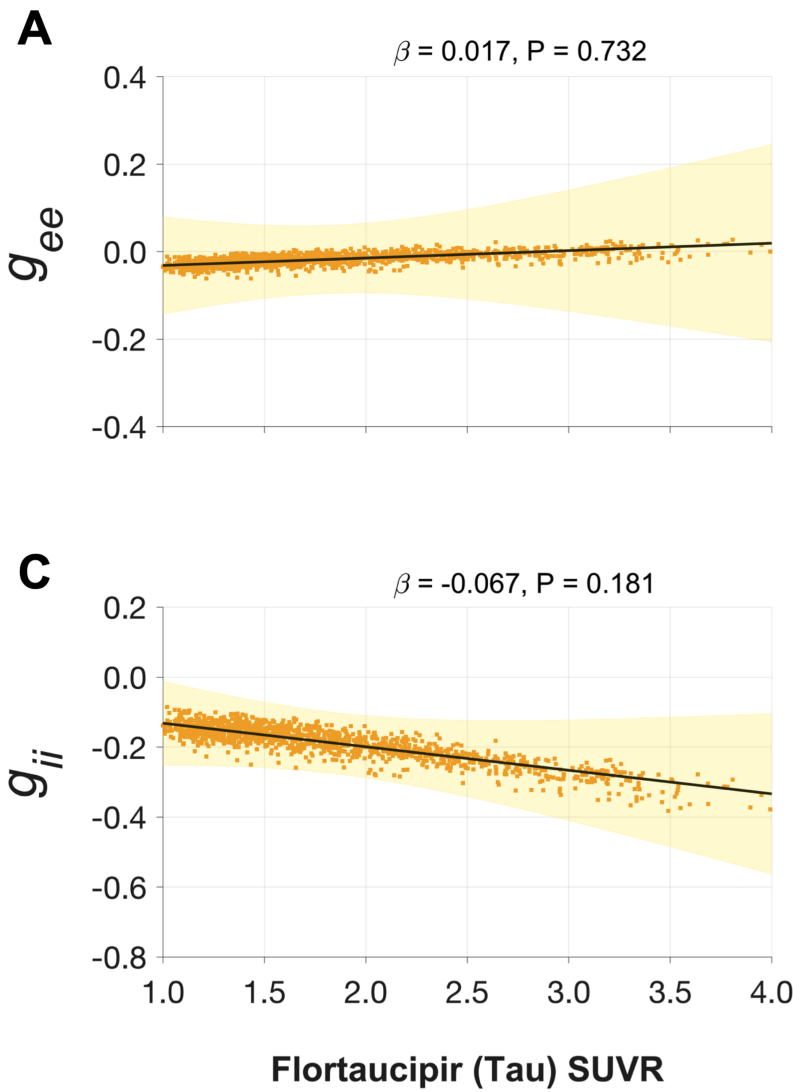 A
β = 0.017, P = 0.732
0.4
0.2
0.0
-0.2
-0.4
gee
C
β = -0.067, P = 0.181
0.2
0.0
-0.2
-0.4
-0.6
-0.8
gii
1.0 1.5 2.0 2.5 3.0 3.5 4.0
Flortaucipir (Tau) SUVR